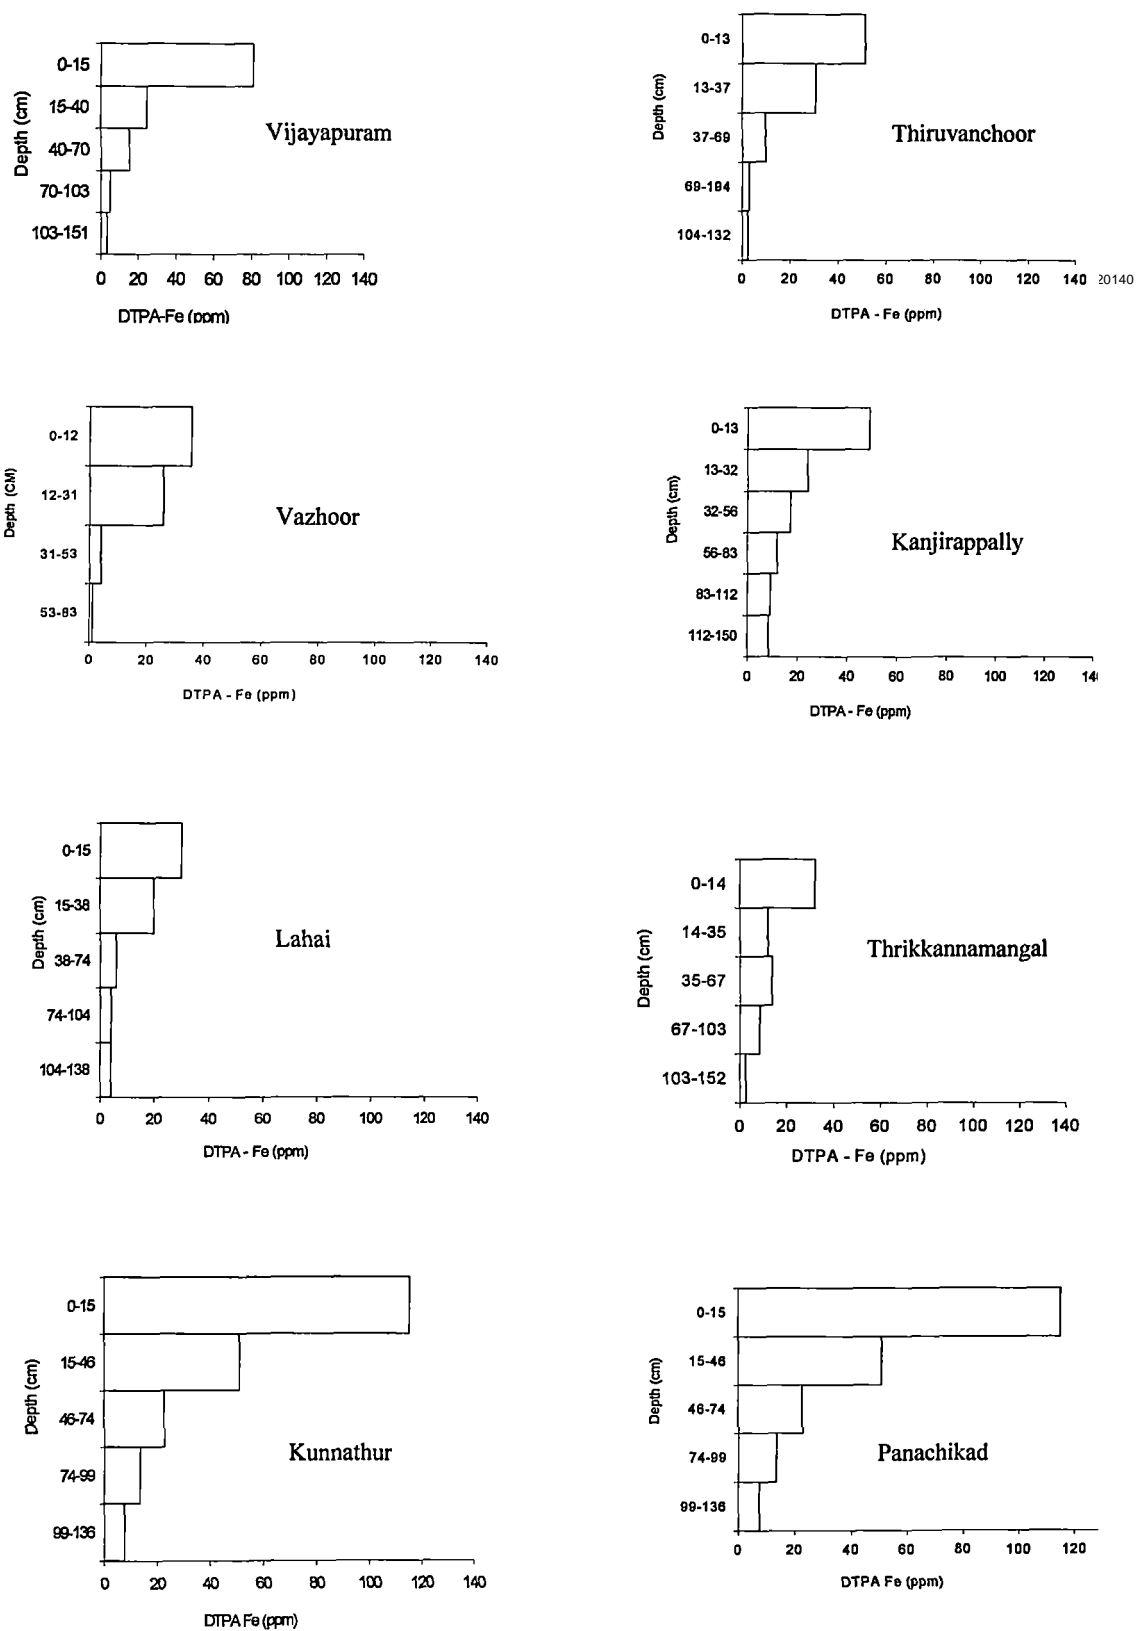 0-15
15-40
40-70
70-103
103-151
Depth (cm)
Vijayapuram
0 20 40 60 80 100 120 140
DTPA-Fe (ppm)
0-13
13-37
37-69
69-184
104-132
Depth (cm)
Thiruvanchoor
0 20 40 60 80 100 120 140 20140
DTPA - Fe (ppm)
0-12
12-31
31-53
53-83
Depth (CM)
Vazhoor
0 20 40 60 80 100 120 140
DTPA - Fe (ppm)
0-13
13-32
32-56
56-83
83-112
112-150
Depth (cm)
Kanjirappally
0 20 40 60 80 100 120 140
DTPA - Fe (ppm)
0-15
15-38
38-74
74-104
104-138
Depth (cm)
Lahai
0 20 40 60 80 100 120 140
DTPA - Fe (ppm)
0-14
14-35
35-67
67-103
103-152
Depth (cm)
Thrikkannamangal
0 20 40 60 80 100 120 140
DTPA - Fe (ppm)
0-15
15-46
46-74
74-99
99-136
Depth (cm)
Kunnathur
0 20 40 60 80 100 120 140
DTPA Fe (ppm)
0-15
15-46
46-74
74-99
99-136
Depth (cm)
Panachikad
0 20 40 60 80 100 120
DTPA Fe (ppm)